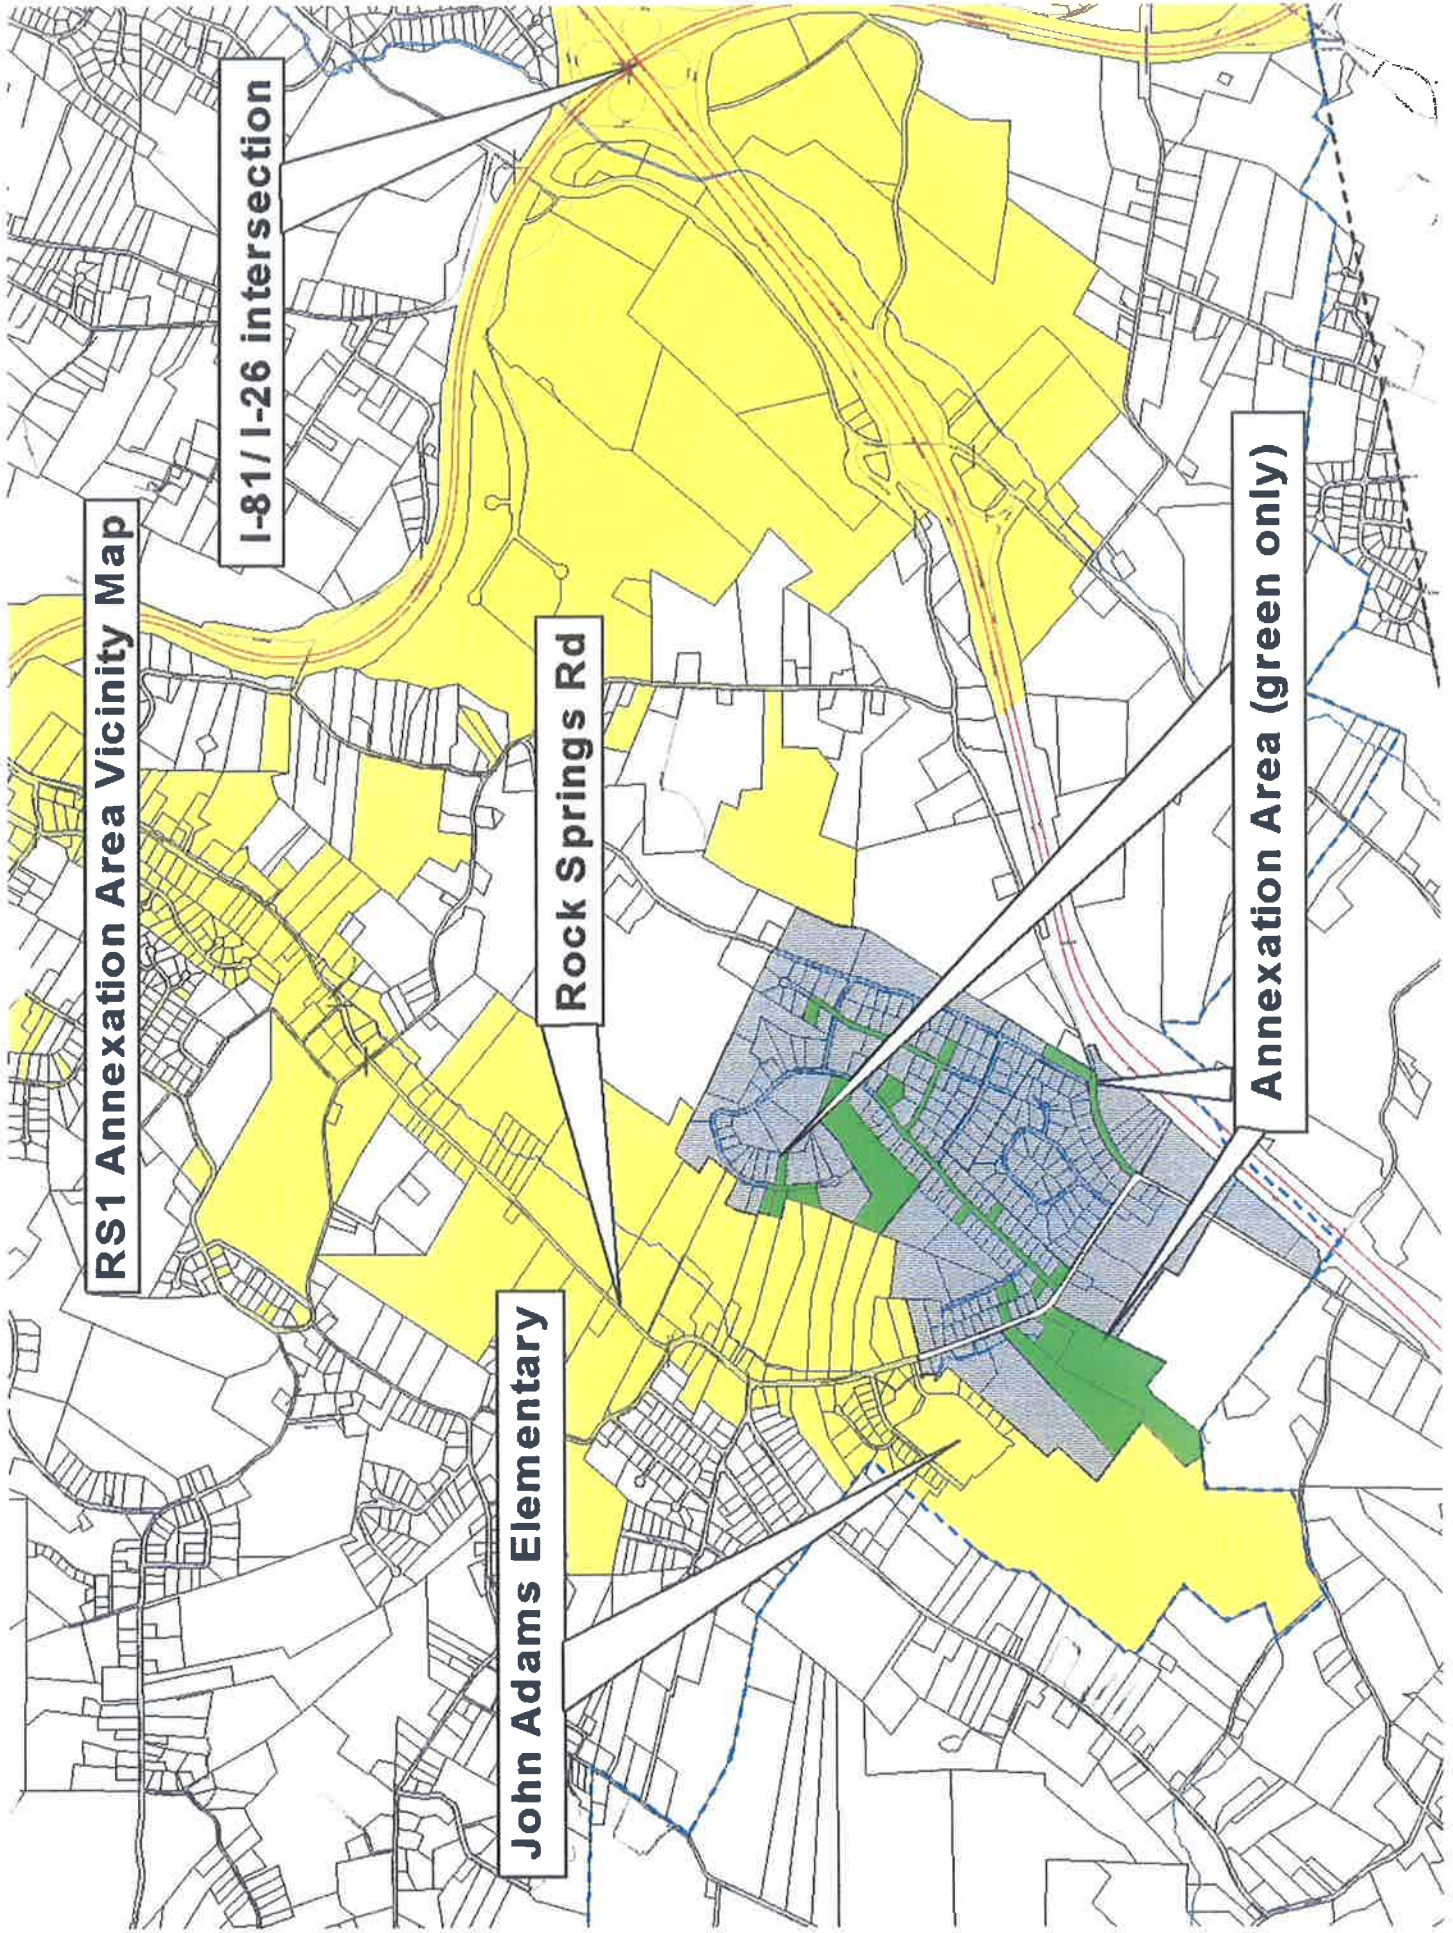 RS1 Annexation Area Vicinity Map
I-81/ I-26 intersection
Rock Springs Rd
John Adams Elementary
Annexation Area (green only)